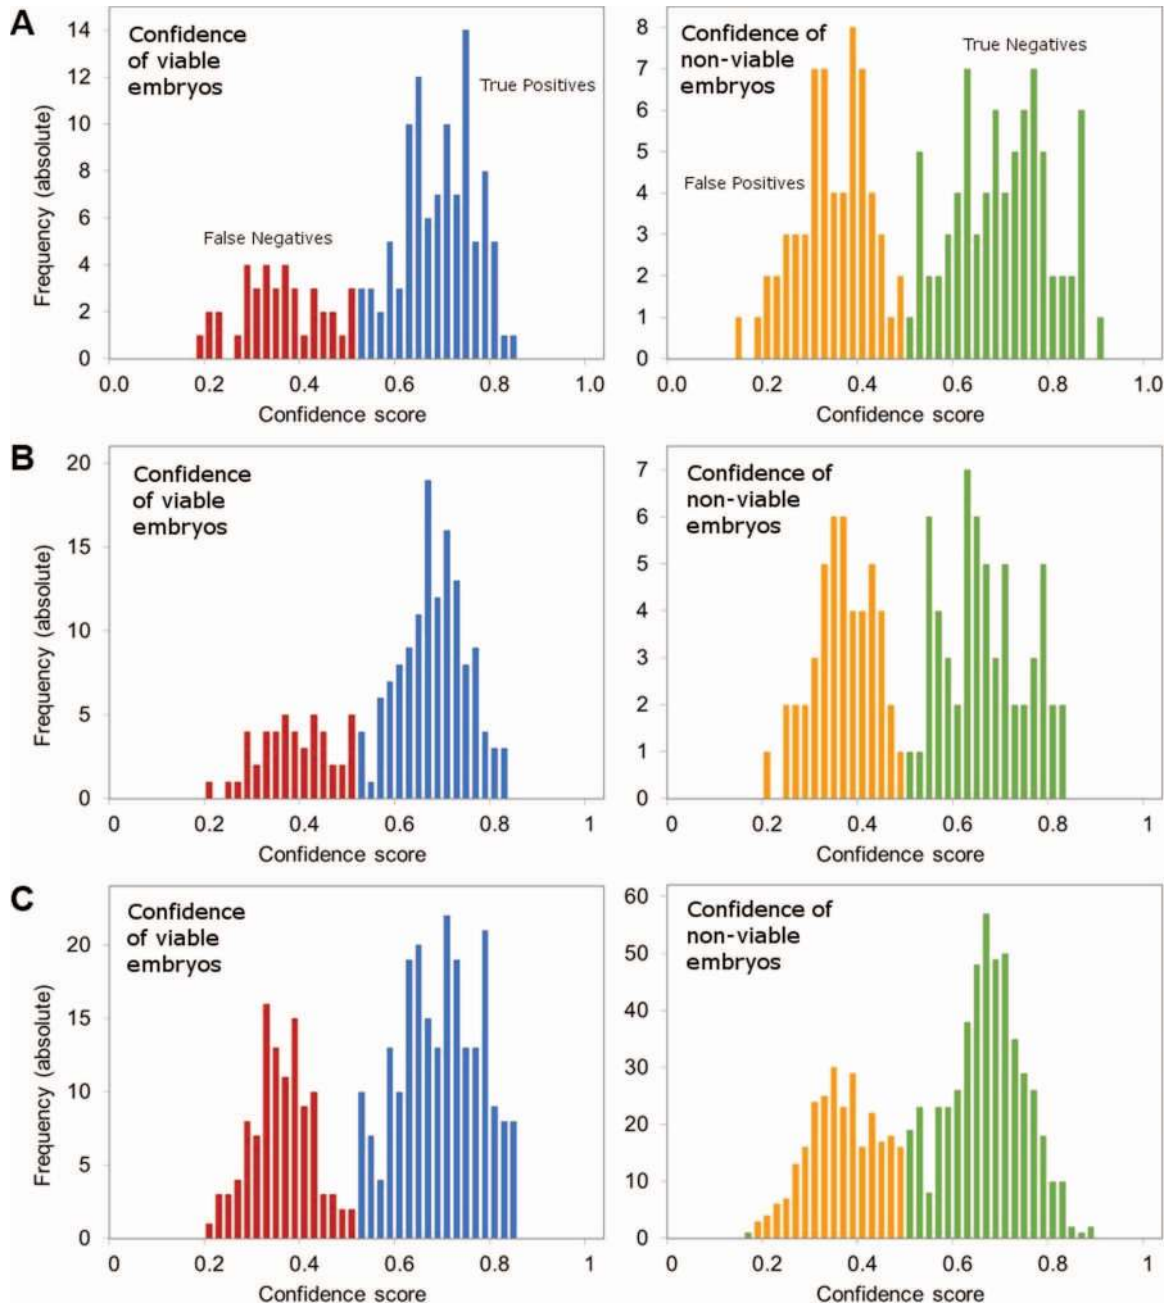 A
Confidence
of viable
embryos
True Positives
False Negatives
Frequency (absolute)
14
12
10
8
6
4
2
0
0.0 0.2 0.4 0.6 0.8 1.0
Confidence score
Confidence of
non-viable
embryos
True Negatives
False Positives
8
7
6
5
4
3
2
1
0
0.0 0.2 0.4 0.6 0.8 1.0
Confidence score
B
Confidence
of viable
embryos
Frequency (absolute)
20
15
10
5
0
0 0.2 0.4 0.6 0.8 1
Confidence score
Confidence of
non-viable
embryos
7
6
5
4
3
2
1
0
0 0.2 0.4 0.6 0.8 1
Confidence score
C
Confidence
of viable
embryos
Frequency (absolute)
20
15
10
5
0
0 0.2 0.4 0.6 0.8 1
Confidence score
Confidence of
non-viable
embryos
60
50
40
30
20
10
0
0 0.2 0.4 0.6 0.8 1
Confidence score